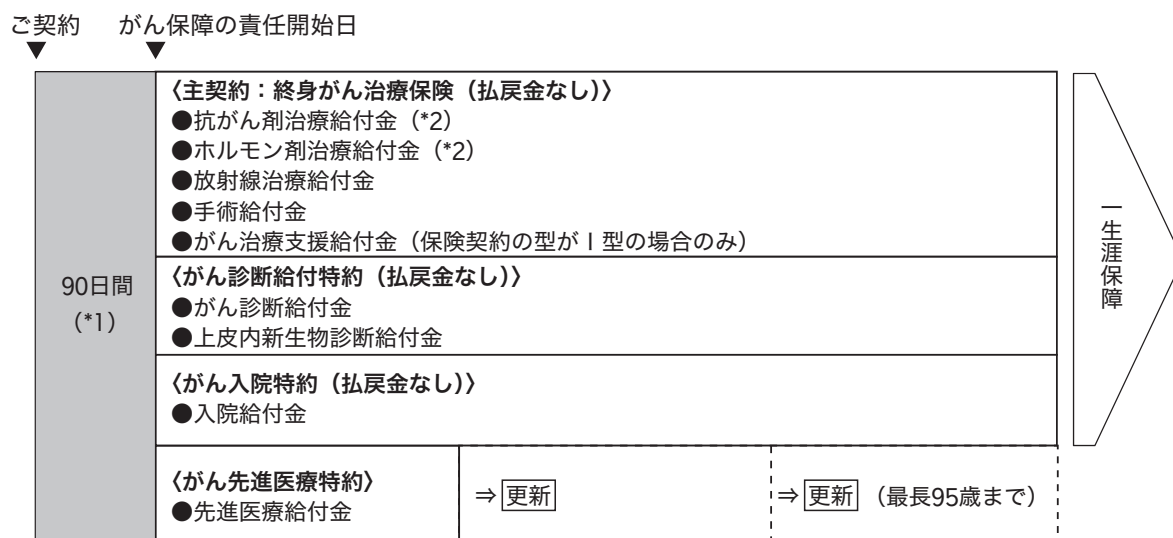 ご契約 がん保障の責任開始日
▼ ▼
〈主契約：終身がん治療保険（払戻金なし）〉
●抗がん剤治療給付金（*2）
●ホルモン剤治療給付金（*2）
●放射線治療給付金
●手術給付金
●がん治療支援給付金（保険契約の型がⅠ型の場合のみ）
90日間
（*1）
〈がん診断給付特約（払戻金なし）〉
●がん診断給付金
●上皮内新生物診断給付金
〈がん入院特約（払戻金なし）〉
●入院給付金
〈がん先進医療特約〉
●先進医療給付金
⇒更新
⇒更新（最長95歳まで）
一生涯保障